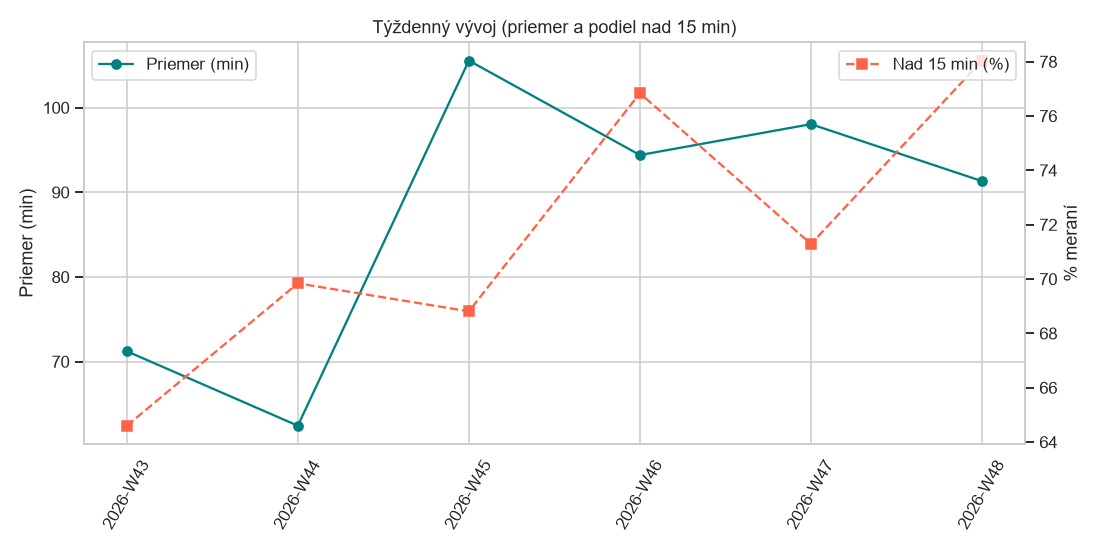 Týždenný vývoj (priemer a podiel nad 15 min)
Priemer (min)
Nad 15 min (%)
Priemer (min)
100
90
80
70
78
76
74
72
70
68
66
64
% meraní
2026-W43
2026-W44
2026-W45
2026-W46
2026-W47
2026-W48